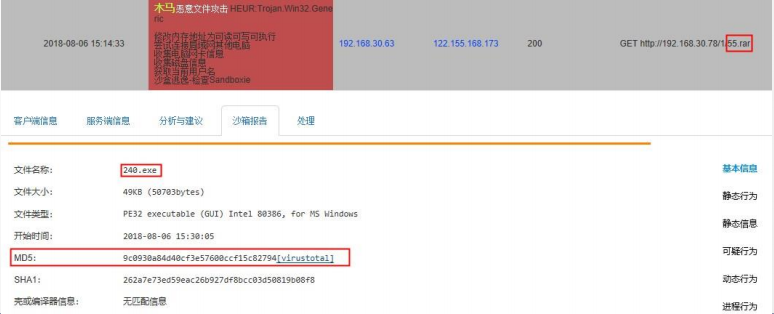 木马恶意文件攻击 HEUR:Trojan.Win32.Gene
ric
修改内存地址为可读可写可执行
尝试连接局域网其他电脑
收集电脑网卡信息
收集磁盘信息
获取当前用户名
沙盒逃逸-检查Sandboxie
2018-08-06 15:14:33
192.168.30.63
122.155.168.173
200
GET http://192.168.30.78/1/55.rar
客户端信息 服务端信息 分析与建议 沙箱报告 处理
文件名称: 240.exe
基本信息
文件大小: 49KB (50703bytes)
静态行为
文件类型: PE32 executable (GUI) Intel 80386, for MS Windows
静态信息
开始时间: 2018-08-06 15:30:05
可疑行为
MD5: 9c0930a84d40cf3e57600ccf15c82794[virustotal]
动态行为
SHA1: 262a7e73ed59eac26b927df8bcc03d50819b08f8
壳或编译器信息: 无匹配信息
进程行为